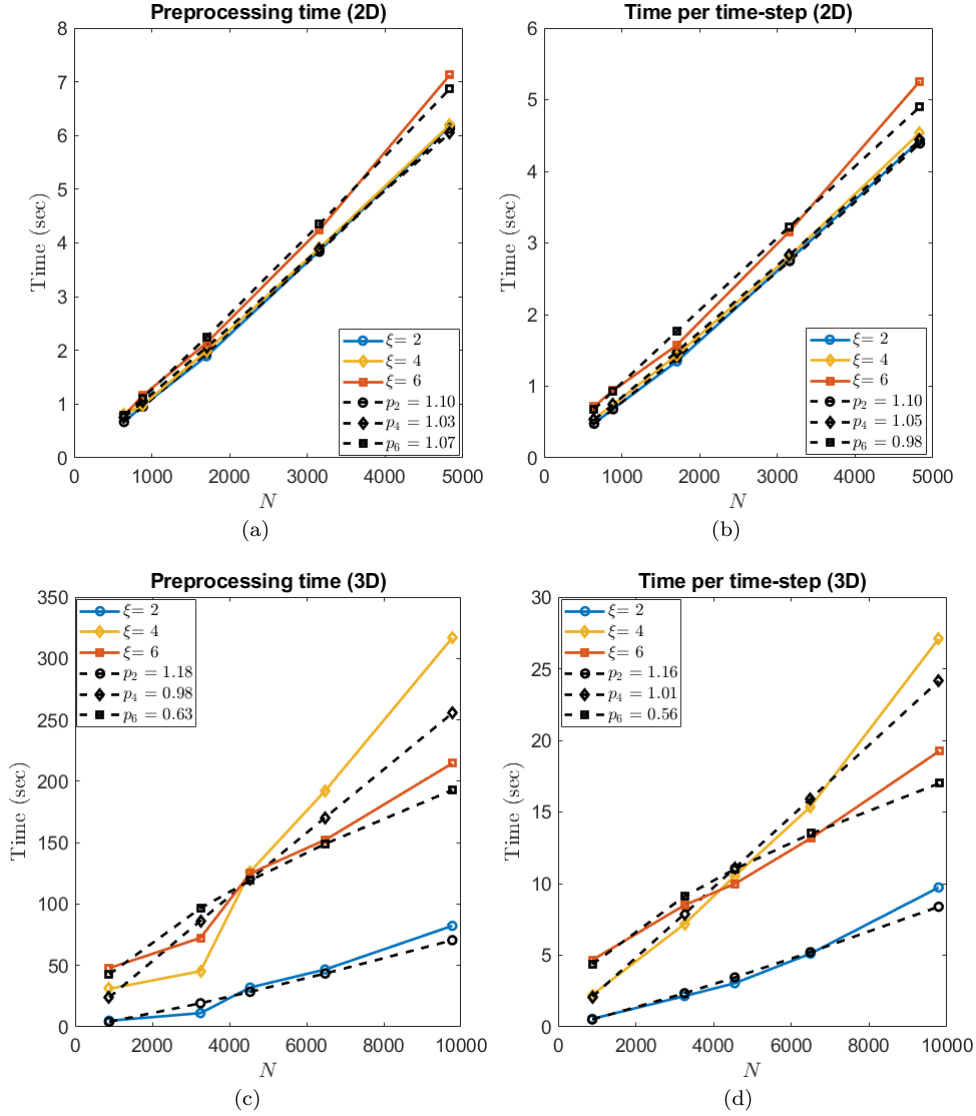 Preprocessing time (2D)
8
7
6
5
4
3
2
1
0
Time (sec)
0 1000 2000 3000 4000 5000
N
ξ= 2
ξ= 4
ξ= 6
p₂ = 1.10
p₄ = 1.03
p₆ = 1.07
(a)
Time per time-step (2D)
6
5
4
3
2
1
0
Time (sec)
0 1000 2000 3000 4000 5000
N
ξ= 2
ξ= 4
ξ= 6
p₂ = 1.10
p₄ = 1.05
p₆ = 0.98
(b)
Preprocessing time (3D)
350
300
250
200
150
100
50
0
Time (sec)
0 2000 4000 6000 8000 10000
N
ξ= 2
ξ= 4
ξ= 6
p₂ = 1.18
p₄ = 0.98
p₆ = 0.63
(c)
Time per time-step (3D)
30
25
20
15
10
5
0
Time (sec)
0 2000 4000 6000 8000 10000
N
ξ= 2
ξ= 4
ξ= 6
p₂ = 1.16
p₄ = 1.01
p₆ = 0.56
(d)